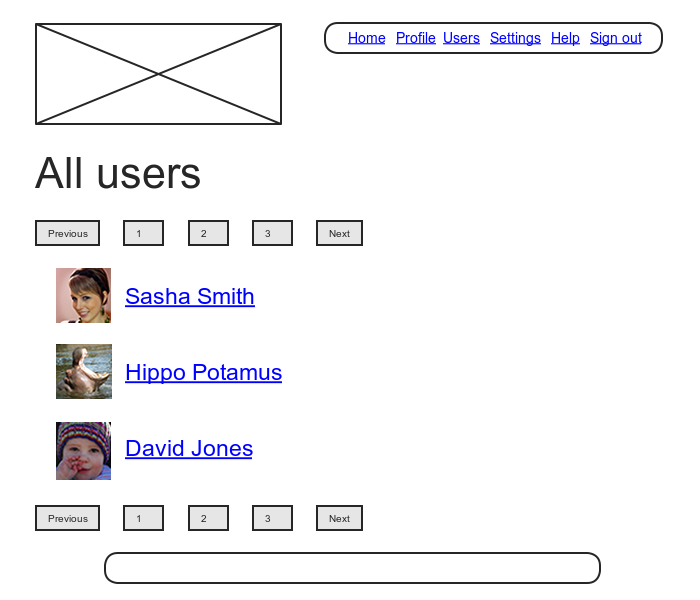 Home Profile Users Settings Help Sign out
All users
Previous 1 2 3 Next
Sasha Smith
Hippo Potamus
David Jones
Previous 1 2 3 Next